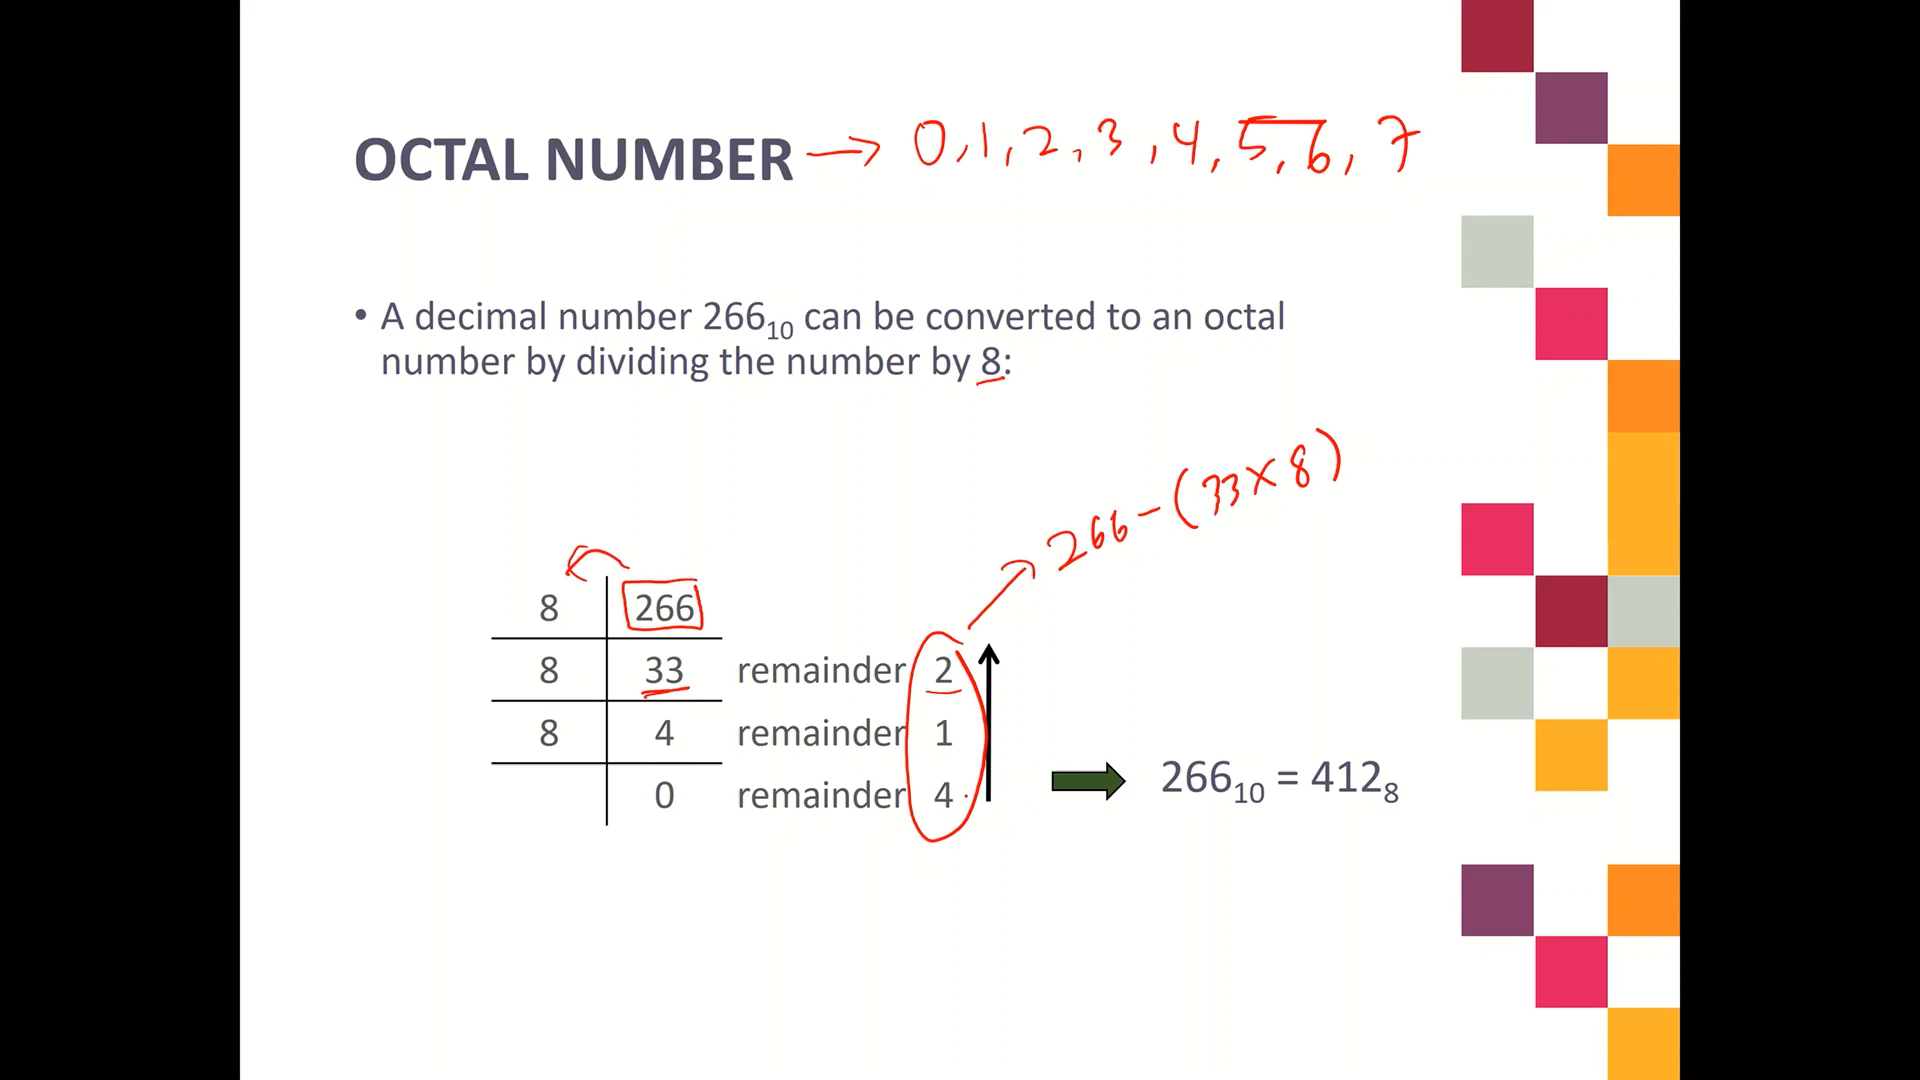 OCTAL NUMBER → 0, 1, 2, 3, 4, 5, 6, 7
• A decimal number 266₁₀ can be converted to an octal
number by dividing the number by 8:
266 - (33 × 8)
8 266
8 33 remainder 2
8 4 remainder 1
0 remainder 4
266₁₀ = 412₈